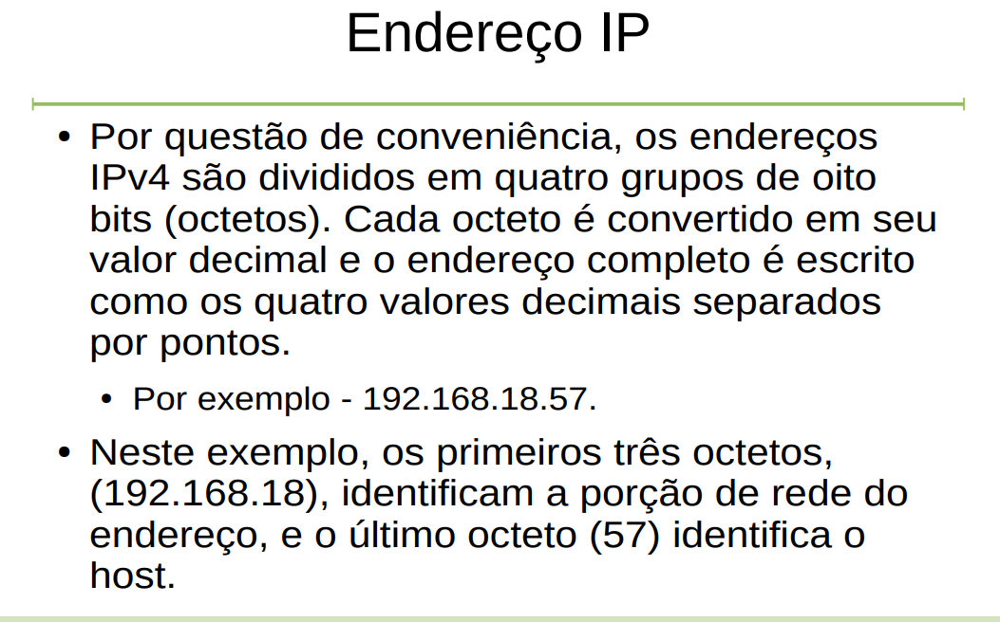 Endereço IP
• Por questão de conveniência, os endereços
IPv4 são divididos em quatro grupos de oito
bits (octetos). Cada octeto é convertido em seu
valor decimal e o endereço completo é escrito
como os quatro valores decimais separados
por pontos.
• Por exemplo - 192.168.18.57.
• Neste exemplo, os primeiros três octetos,
(192.168.18), identificam a porção de rede do
endereço, e o último octeto (57) identifica o
host.